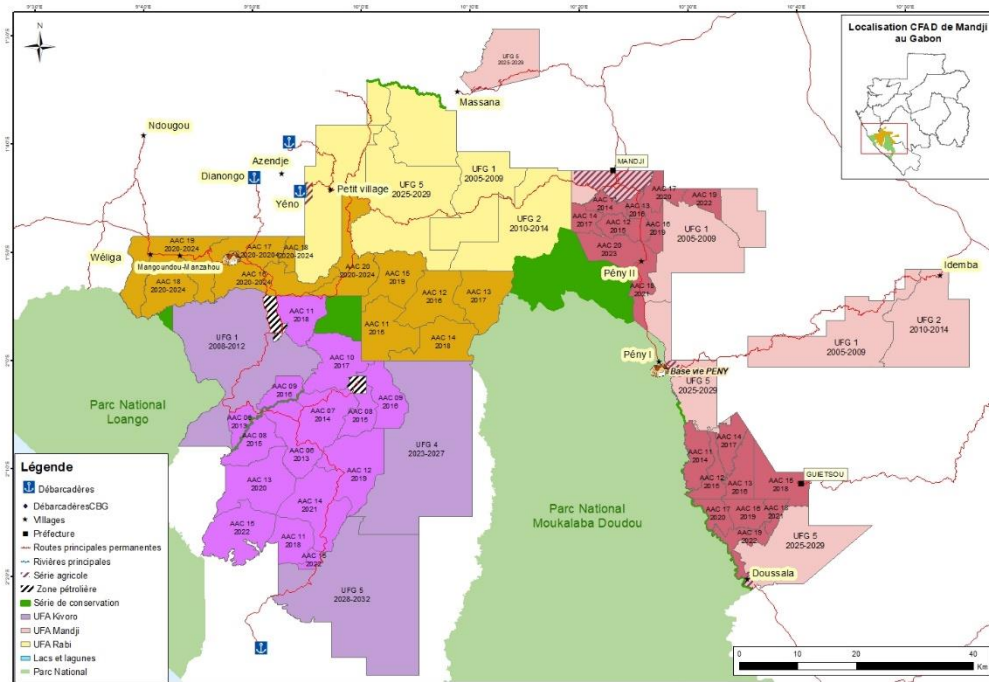 Localisation CFAD de Mandji
au Gabon
N
UFG 5
2025-2029
Massana
Ndougou
Azendje
Dianongo
Yéno
Petit village
MANDJI
UFG 5
2025-2029
UFG 1
2005-2009
UFG 2
2010-2014
AAC 17
2020
AAC 19
2022
2014
AAC 13
2016
AAC 14
2017
AAC 12
2015
AAC 16
2019
AAC 20
2023
UFG 1
2005-2009
Pény II
AAC 18
2021
AAC 19
2020-2024
AAC 17
AAC 18
2020-2024
Wéliga
Mangoundou-Manzahou
AAC 18
2020-2024
AAC 16
2020-2024
AAC 20
2020-2024
AAC 15
2019
AAC 12
2016
AAC 13
2017
AAC 11
2016
AAC 14
2018
Idemba
UFG 2
2010-2014
UFG 1
2005-2009
Pény I
Base vie PENY
UFG 5
2025-2029
UFG 1
2008-2012
AAC 11
2018
AAC 10
2017
AAC 09
2016
AAC 09
2016
AAC 07
2014
AAC 08
2015
2013
AAC 08
2015
AAC 06
2013
UFG 4
2023-2027
AAC 12
2019
AAC 13
2020
AAC 14
2021
AAC 15
2022
AAC 11
2018
AAC 16
2022
UFG 5
2028-2032
Parc National
Loango
Parc National
Moukalaba Doudou
AAC 14
2017
AAC 11
2014
AAC 12
2015
AAC 13
2016
AAC 15
2018
GUIETSOU
AAC 17
2020
AAC 16
2019
AAC 18
2021
AAC 19
2022
UFG 5
2025-2029
Doussala
Légende
Débarcadères
DébarcadèresCBG
Villages
Préfecture
Routes principales permanentes
Rivières principales
Série agricole
Zone pétrolière
Série de conservation
UFA Kivoro
UFA Mandji
UFA Rabi
Lacs et lagunes
Parc National
0 10 20 40
Km